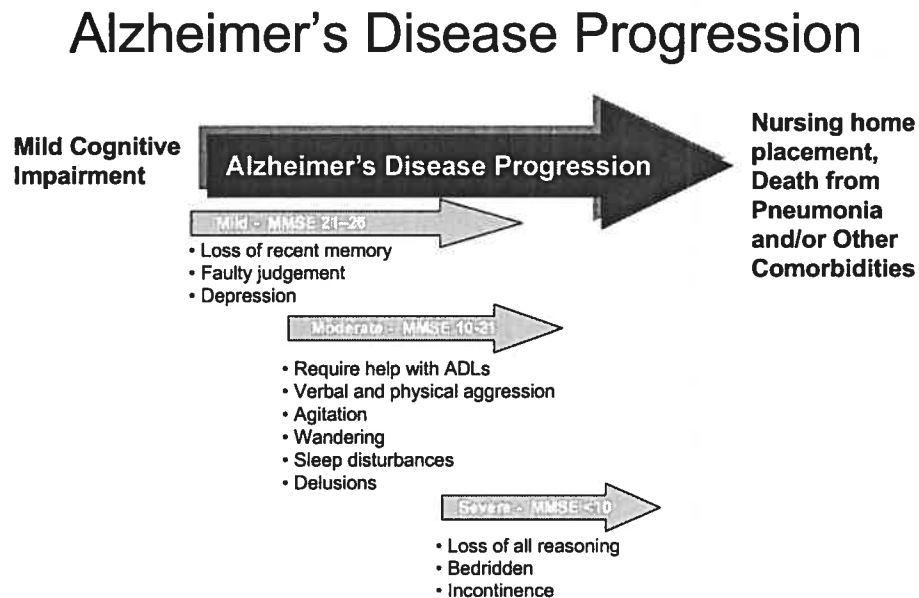 Alzheimer's Disease Progression
Mild Cognitive
Impairment
Alzheimer's Disease Progression
Nursing home
placement,
Death from
Pneumonia
and/or Other
Comorbidities
Mild - MMSE 21–26
• Loss of recent memory
• Faulty judgement
• Depression
Moderate - MMSE 10-21
• Require help with ADLs
• Verbal and physical aggression
• Agitation
• Wandering
• Sleep disturbances
• Delusions
Severe - MMSE <10
• Loss of all reasoning
• Bedridden
• Incontinence